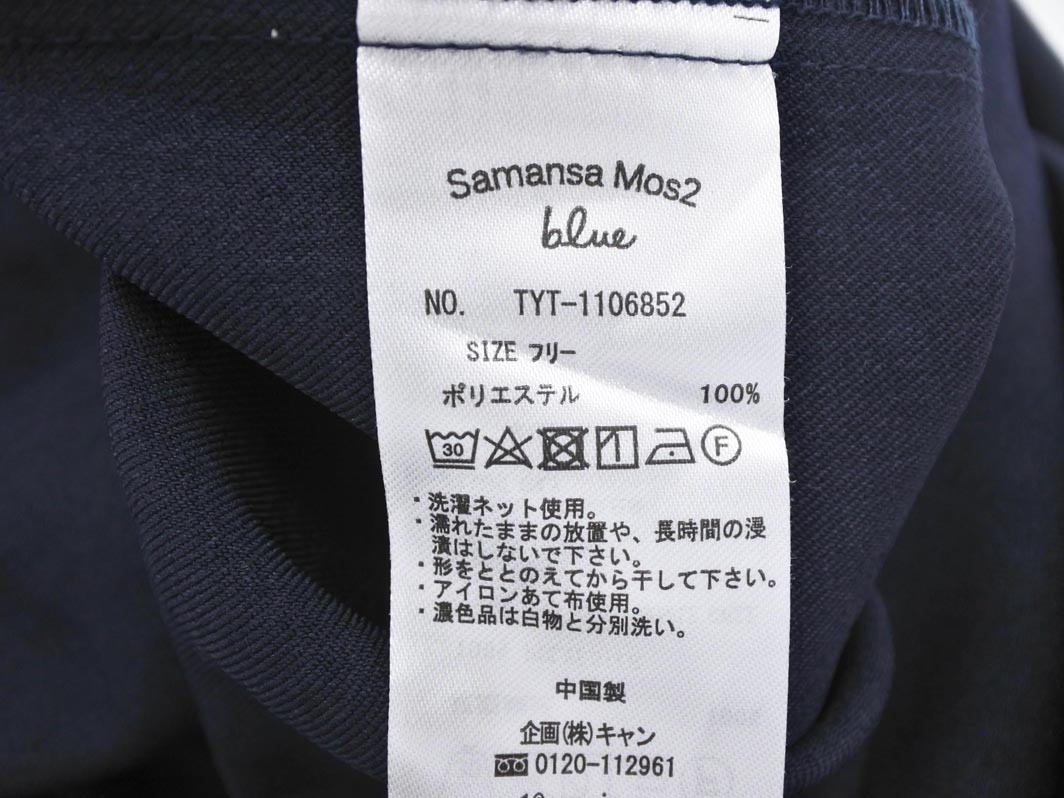 Samansa Mos2
blue
NO. TYT-1106852
SIZE フリー
ポリエステル 100%
30 F
・洗濯ネット使用。
・濡れたままの放置や、長時間の浸
漬はしないで下さい。
・形をととのえてから干して下さい。
・アイロンあて布使用。
・濃色品は白物と分別洗い。
中国製
企画(株)キャン
0120-112961